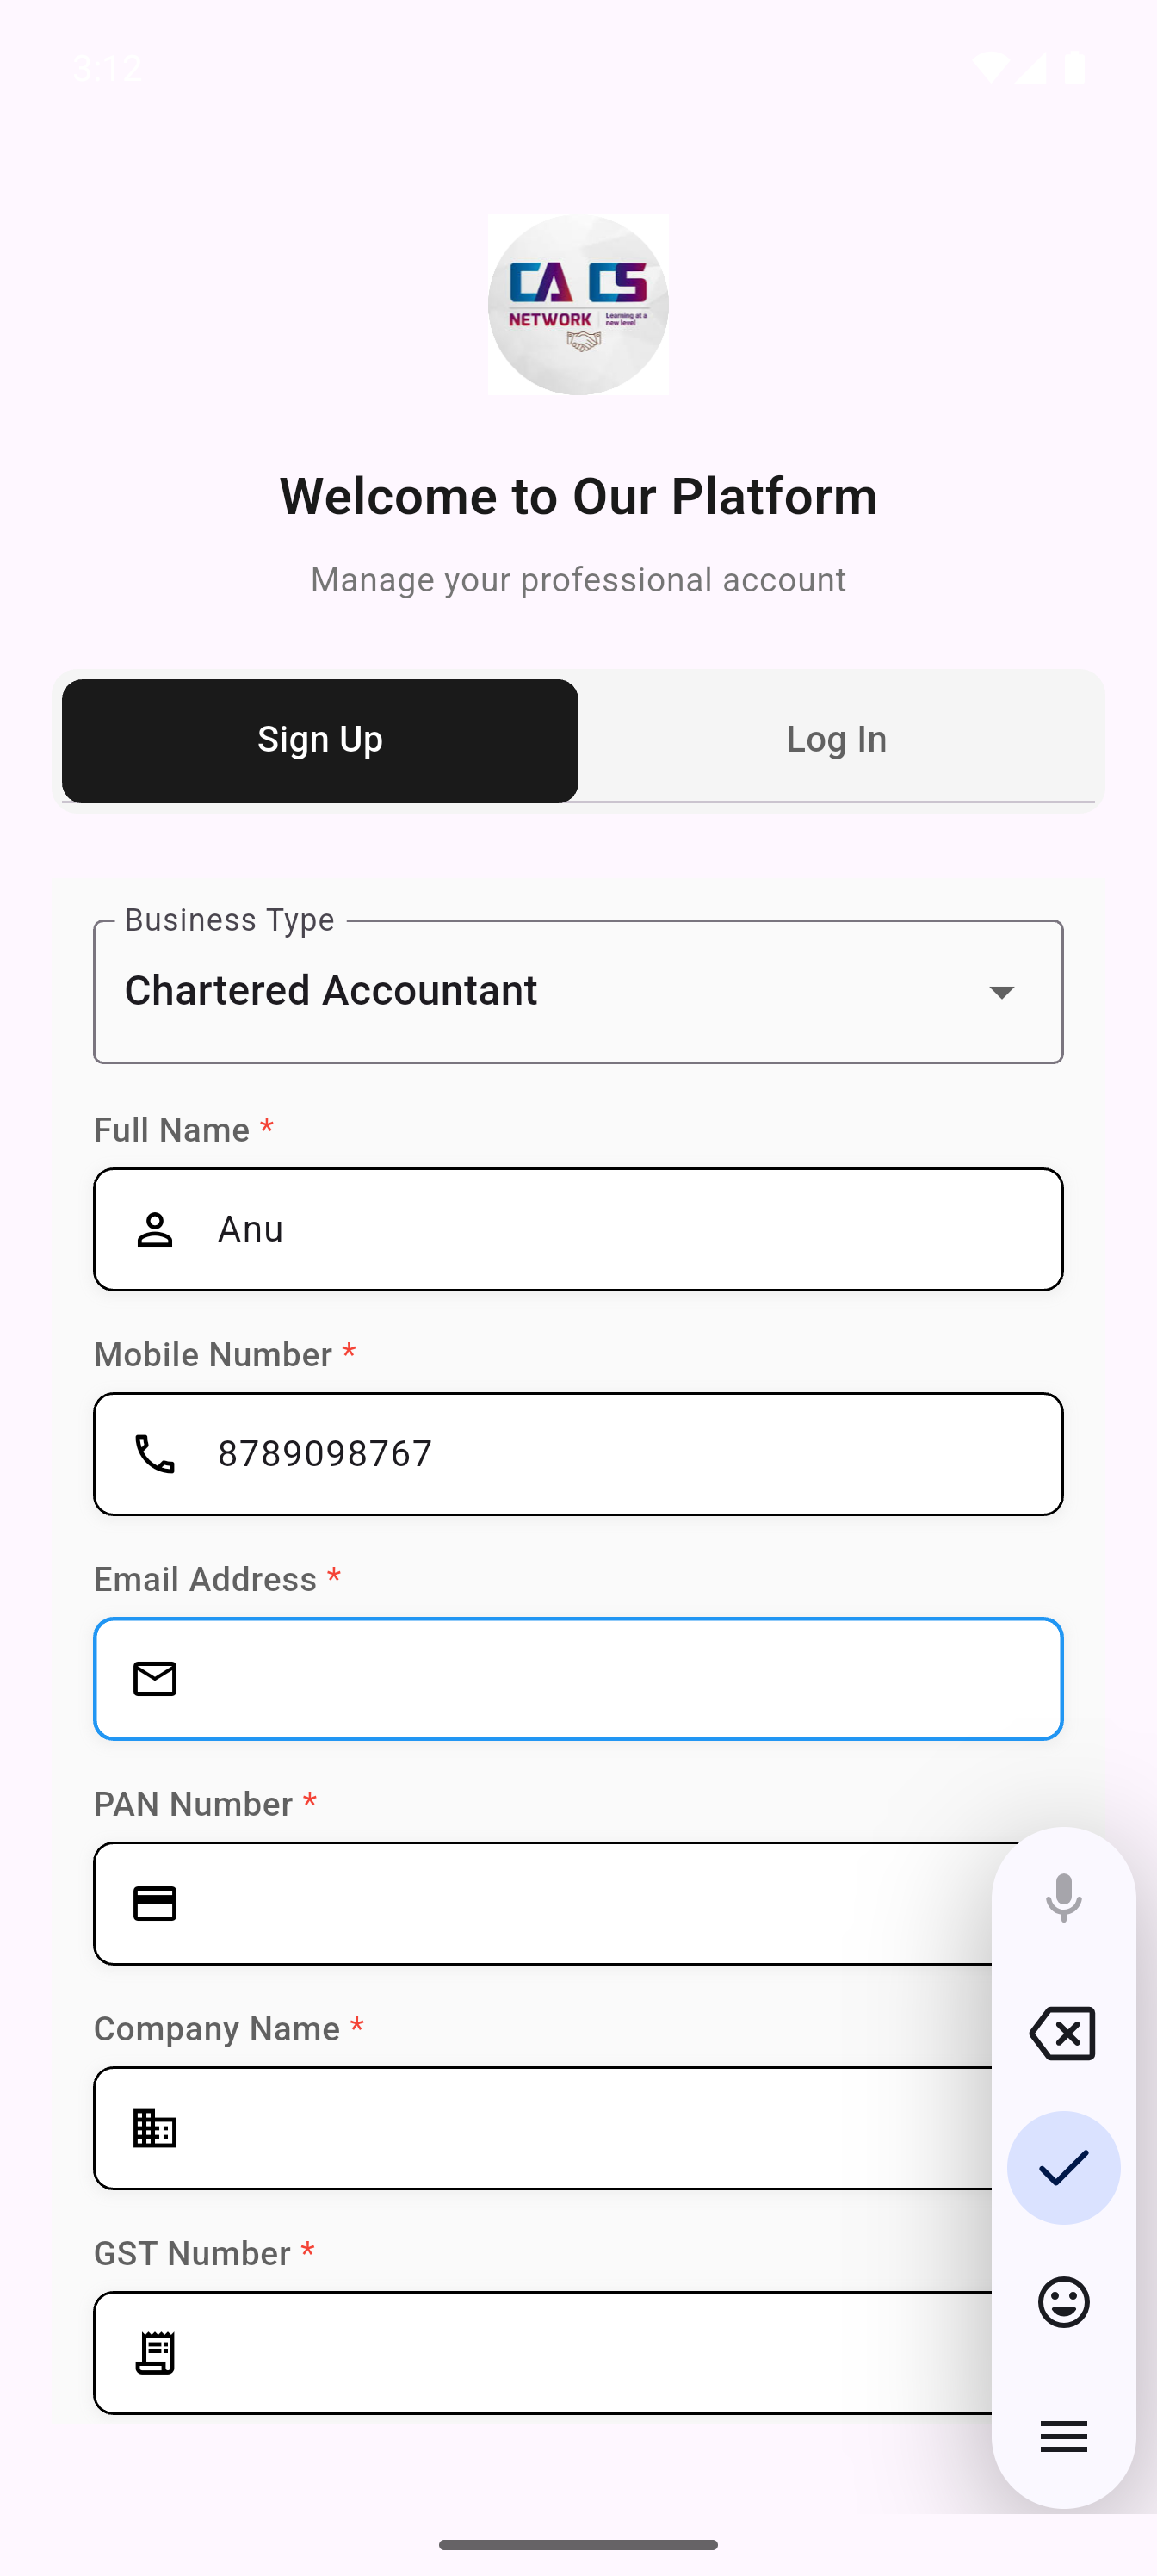 3:12
CA CS
NETWORK
Learning at a
new level
Welcome to Our Platform
Manage your professional account
Sign Up
Log In
Business Type
Chartered Accountant
Full Name *
Anu
Mobile Number *
8789098767
Email Address *
PAN Number *
Company Name *
GST Number *